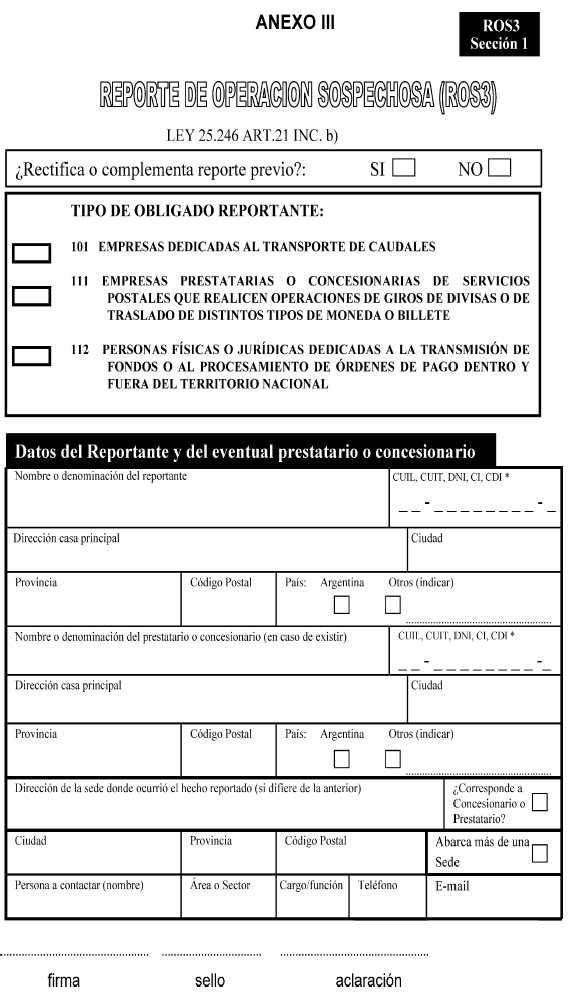 ANEXO III
ROS3
Sección 1
REPORTE DE OPERACION SOSPECHOSA (ROS3)
LEY 25.246 ART.21 INC. b)
¿Rectifica o complementa reporte previo?: SI NO
TIPO DE OBLIGADO REPORTANTE:
101 EMPRESAS DEDICADAS AL TRANSPORTE DE CAUDALES
111 EMPRESAS PRESTATARIAS O CONCESIONARIAS DE SERVICIOS
POSTALES QUE REALICEN OPERACIONES DE GIROS DE DIVISAS O DE
TRASLADO DE DISTINTOS TIPOS DE MONEDA O BILLETE
112 PERSONAS FÍSICAS O JURÍDICAS DEDICADAS A LA TRANSMISIÓN DE
FONDOS O AL PROCESAMIENTO DE ÓRDENES DE PAGO DENTRO Y
FUERA DEL TERRITORIO NACIONAL
Datos del Reportante y del eventual prestatario o concesionario
Nombre o denominación del reportante CUIL, CUIT, DNI, CI, CDI *
_ _ - _ _ _ _ _ _ _ _ - _
Dirección casa principal Ciudad
Provincia Código Postal País: Argentina Otros (indicar)
Nombre o denominación del prestatario o concesionario (en caso de existir) CUIL, CUIT, DNI, CI, CDI *
_ _ - _ _ _ _ _ _ _ _ - _
Dirección casa principal Ciudad
Provincia Código Postal País: Argentina Otros (indicar)
Dirección de la sede donde ocurrió el hecho reportado (si difiere de la anterior) ¿Corresponde a
Concesionario o
Prestatario?
Ciudad Provincia Código Postal Abarca más de una
Sede
Persona a contactar (nombre) Área o Sector Cargo/función Teléfono E-mail
firma sello aclaración